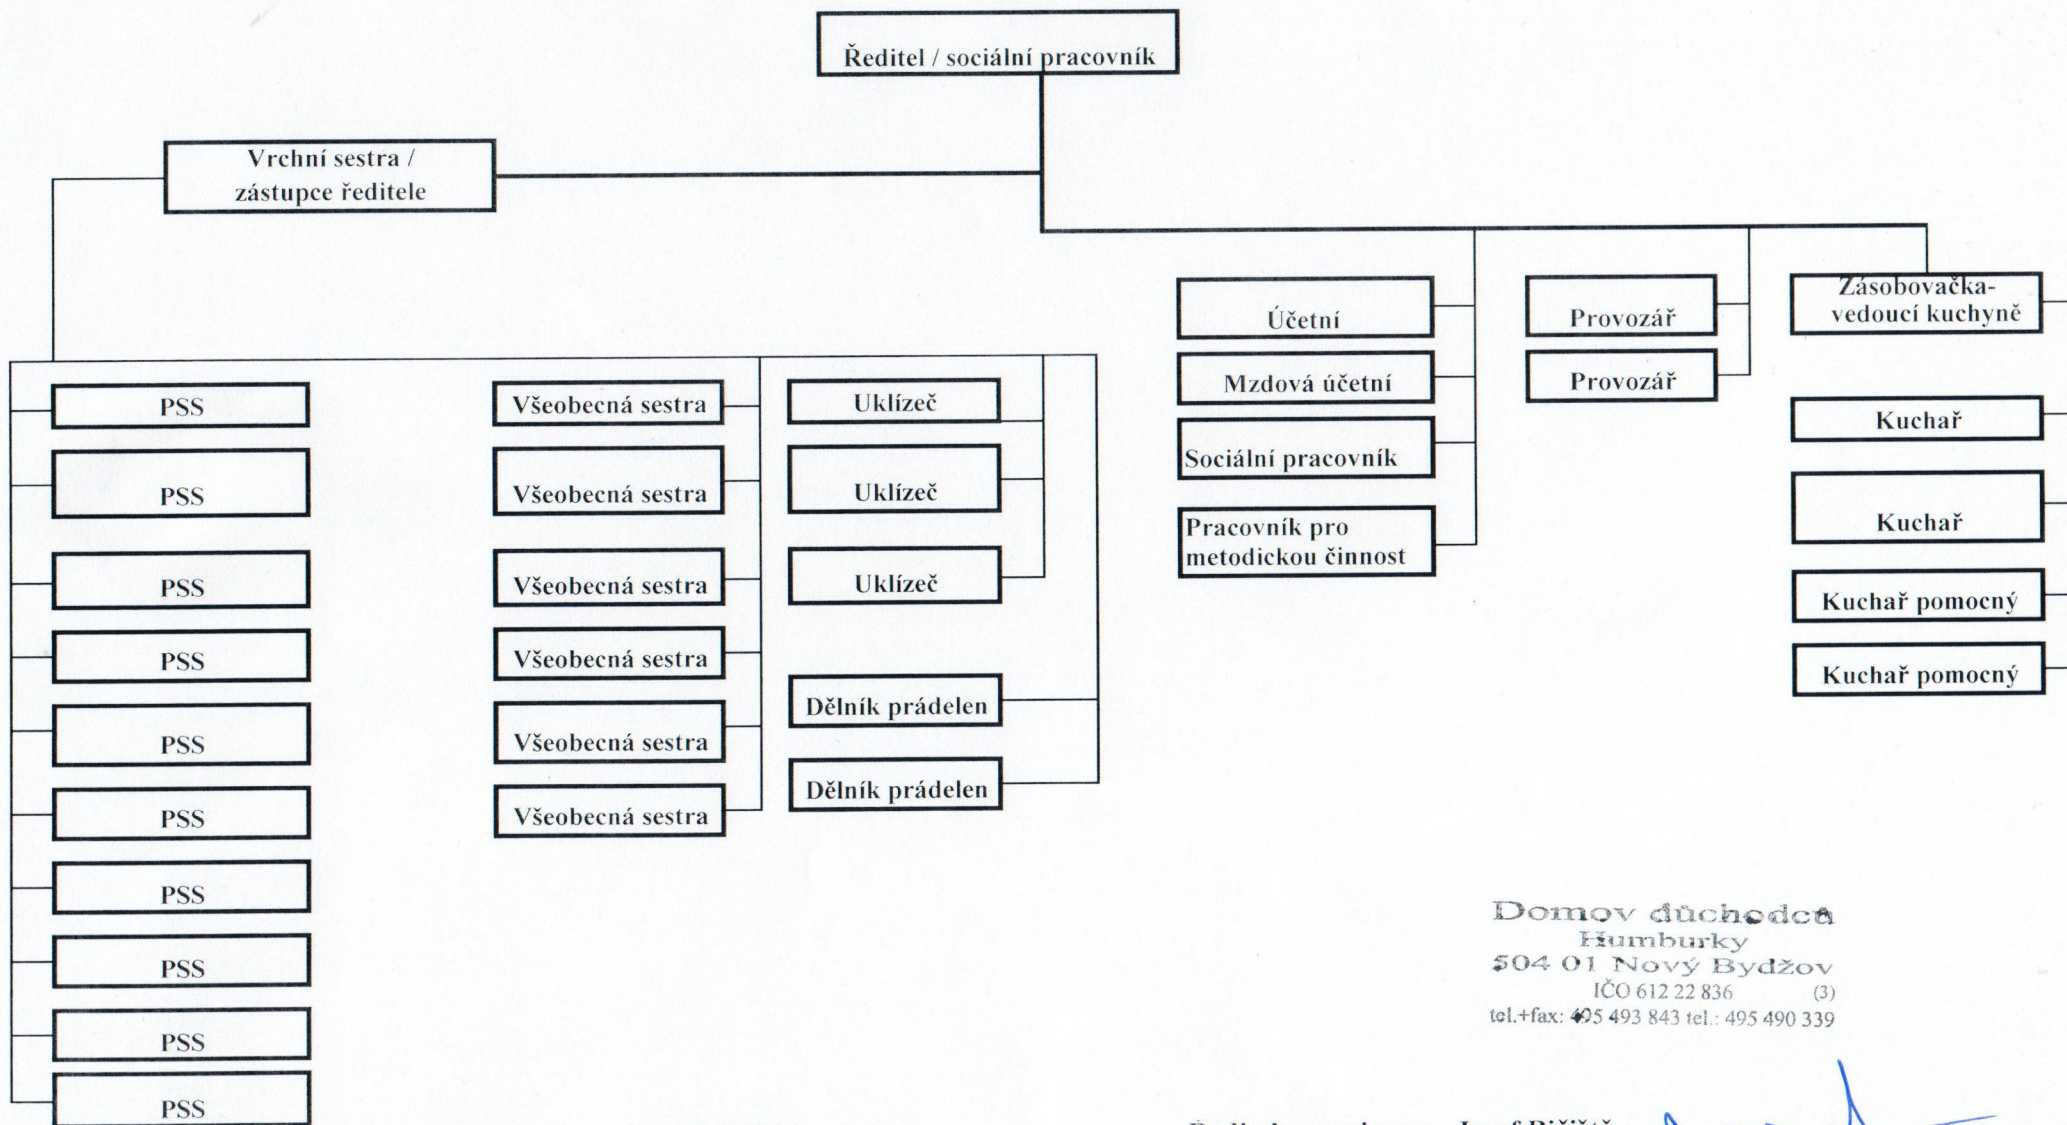 Ředitel / sociální pracovník
Vrchní sestra /
zástupce ředitele
PSS
PSS
PSS
PSS
PSS
PSS
PSS
PSS
PSS
PSS
Všeobecná sestra
Všeobecná sestra
Všeobecná sestra
Všeobecná sestra
Všeobecná sestra
Všeobecná sestra
Uklízeč
Uklízeč
Uklízeč
Dělník prádelen
Dělník prádelen
Účetní
Mzdová účetní
Sociální pracovník
Pracovník pro
metodickou činnost
Provozář
Provozář
Zásobovačka-
vedoucí kuchyně
Kuchař
Kuchař
Kuchař pomocný
Kuchař pomocný
Domov důchodců
Humburky
504 01 Nový Bydžov
IČO 612 22 836 (3)
tel.+fax: 495 493 843 tel.: 495 490 339